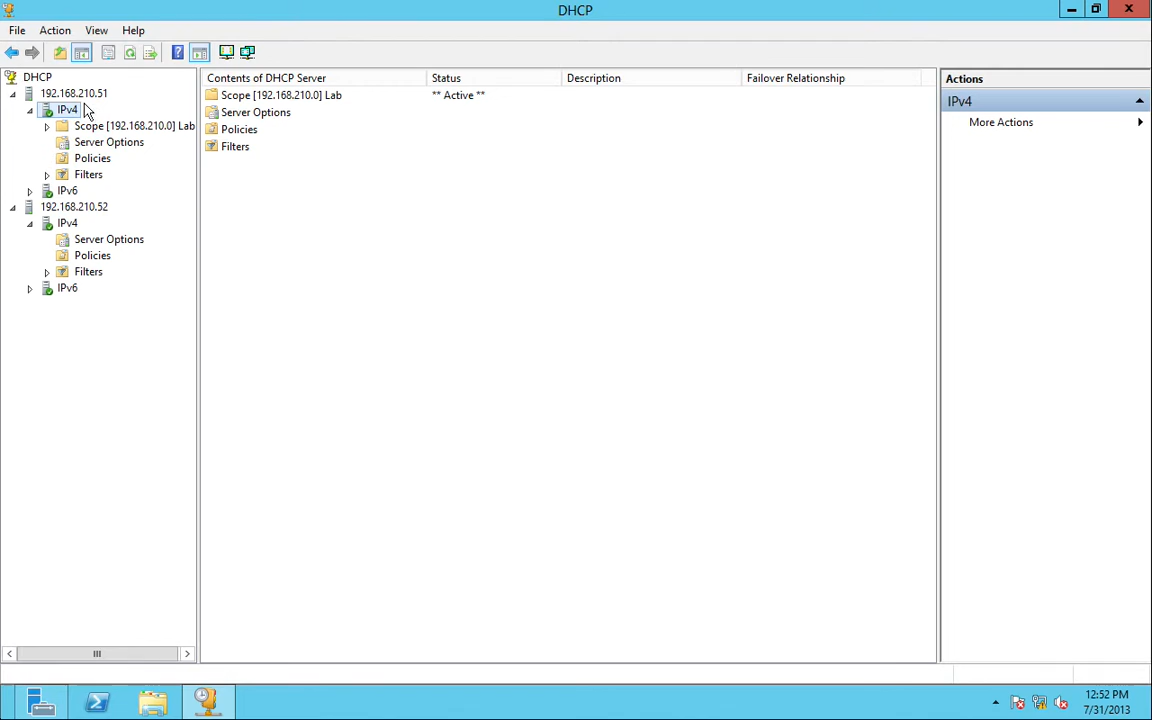 DHCP
File Action View Help
DHCP
192.168.210.51
IPv4
Scope [192.168.210.0] Lab
Server Options
Policies
Filters
IPv6
192.168.210.52
IPv4
Server Options
Policies
Filters
IPv6
Contents of DHCP Server Status Description Failover Relationship
Scope [192.168.210.0] Lab ** Active **
Server Options
Policies
Filters
Actions
IPv4
More Actions
12:52 PM
7/31/2013